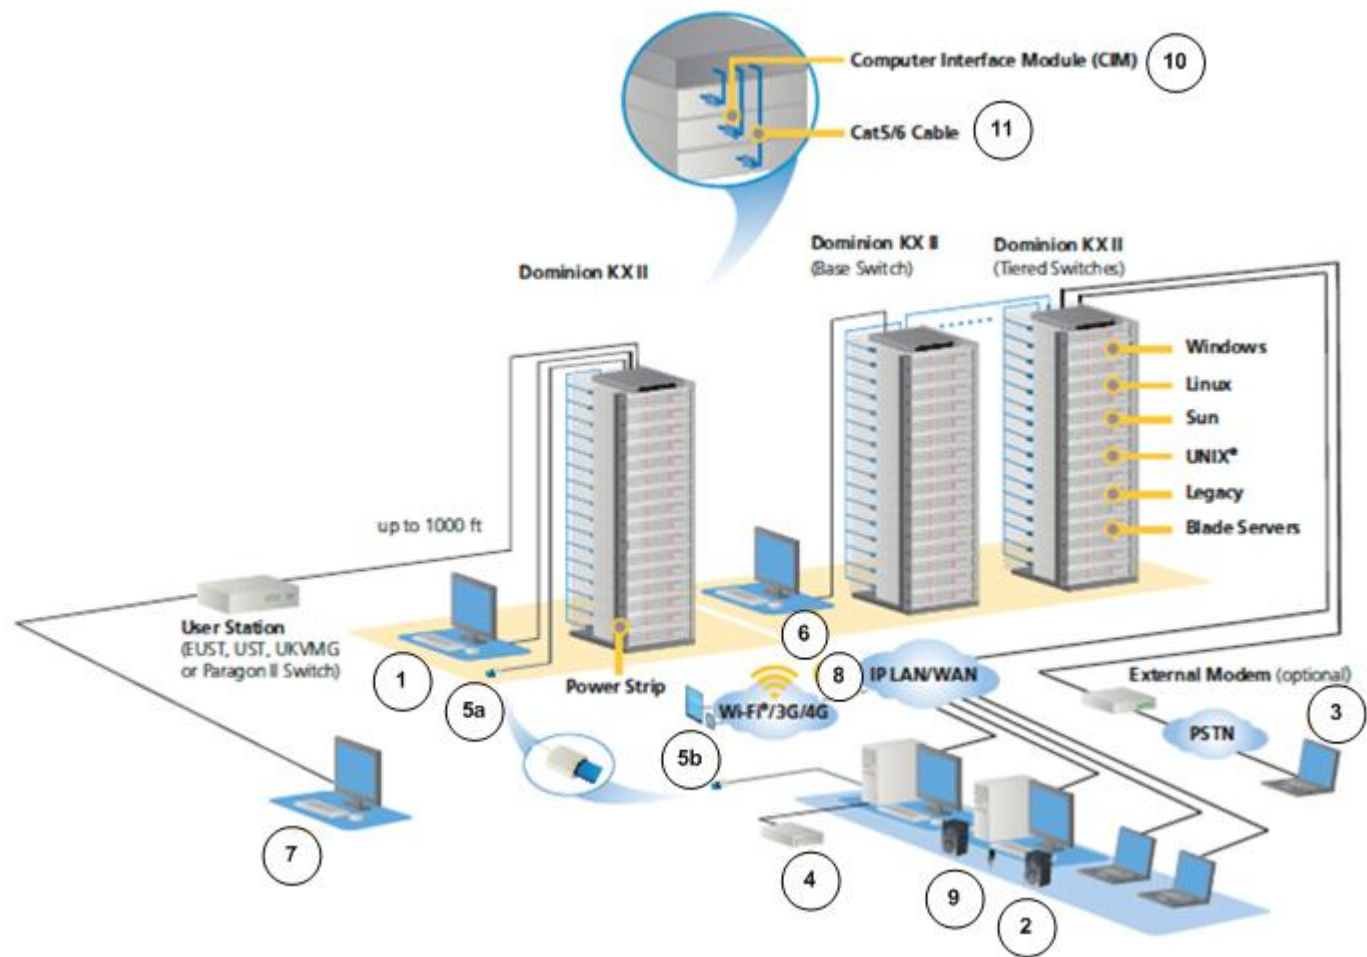 Computer Interface Module (CIM)
10
Cat5/6 Cable
11
Dominion KX II
Dominion KX II
(Base Switch)
Dominion KX II
(Tiered Switches)
Windows
Linux
Sun
UNIX®
Legacy
Blade Servers
up to 1000 ft
User Station
(EUST, UST, UKVMG
or Paragon II Switch)
1
5a
Power Strip
6
8
IP LAN/WAN
Wi-Fi®/3G/4G
5b
External Modem (optional)
3
PSTN
7
4
9
2